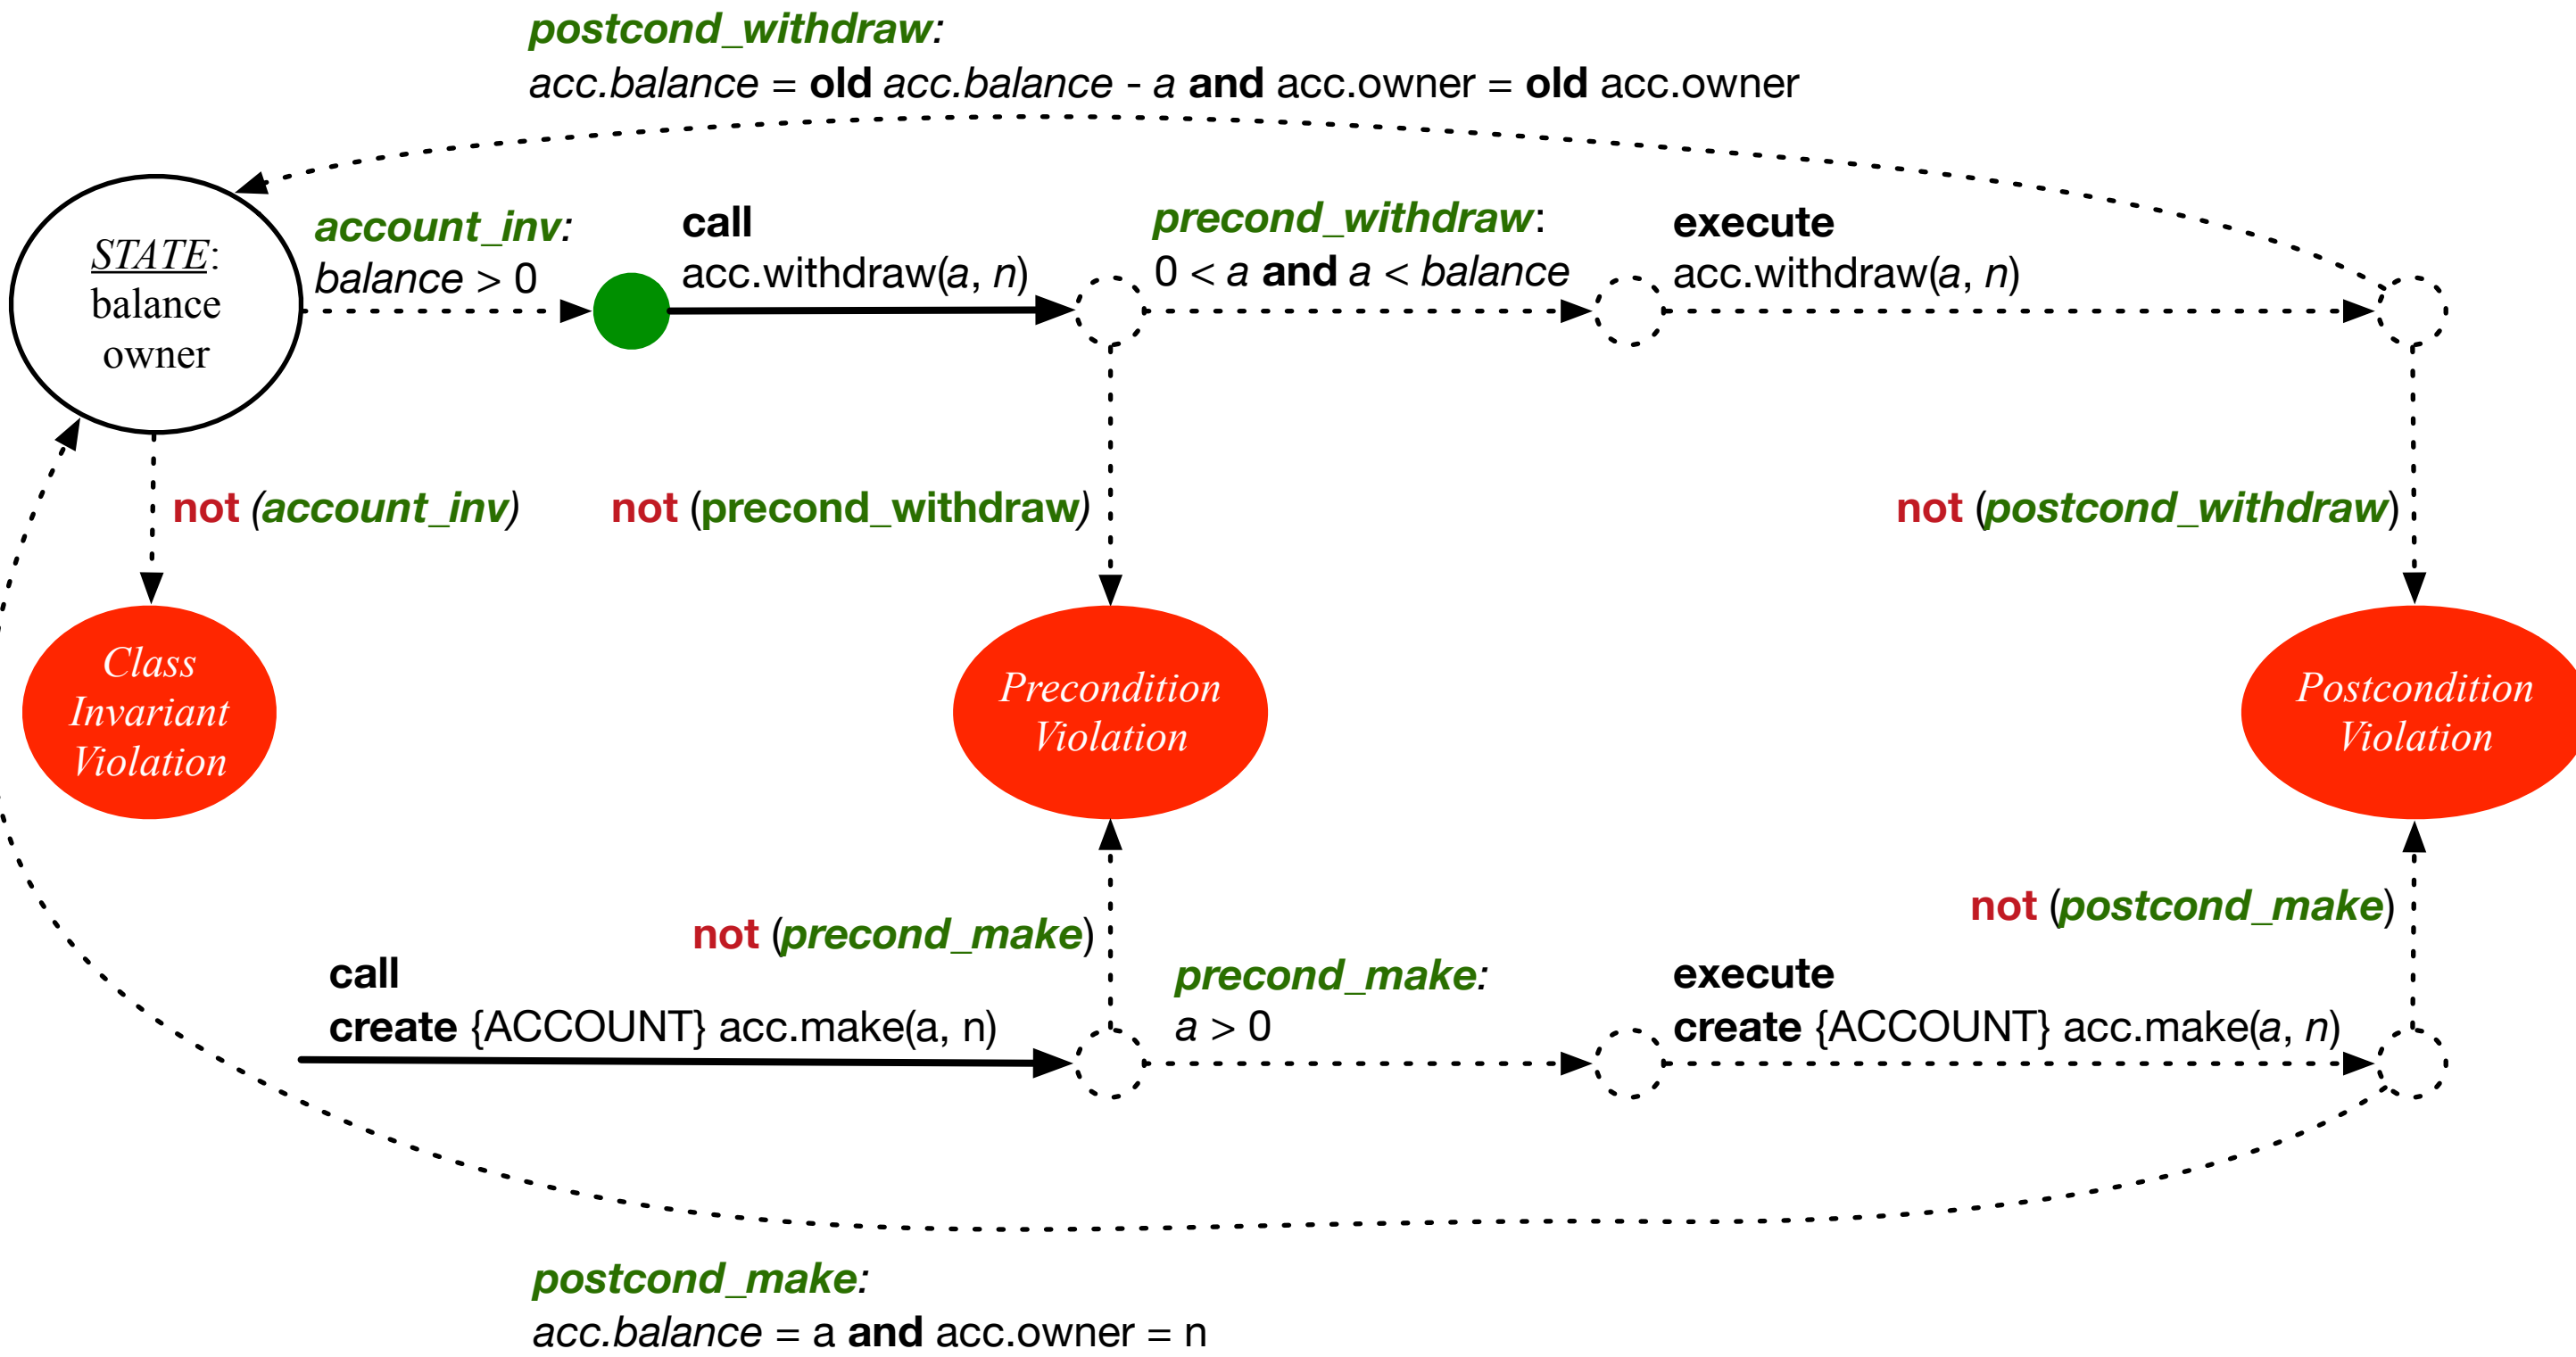 postcond_withdraw:
acc.balance = old acc.balance - a and acc.owner = old acc.owner
STATE:
balance
owner
account_inv:
balance > 0
call
acc.withdraw(a, n)
precond_withdraw:
0 < a and a < balance
execute
acc.withdraw(a, n)
not (account_inv)
not (precond_withdraw)
not (postcond_withdraw)
Class
Invariant
Violation
Precondition
Violation
Postcondition
Violation
not (precond_make)
not (postcond_make)
call
create {ACCOUNT} acc.make(a, n)
precond_make:
a > 0
execute
create {ACCOUNT} acc.make(a, n)
postcond_make:
acc.balance = a and acc.owner = n